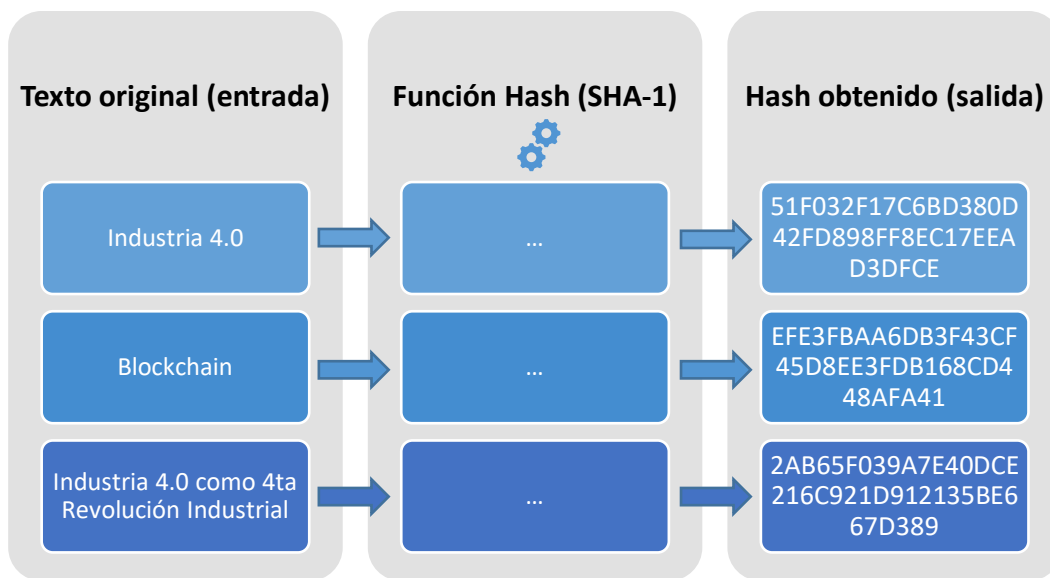 Texto original (entrada)
Función Hash (SHA-1)
Hash obtenido (salida)
Industria 4.0
...
51F032F17C6BD380D
42FD898FF8EC17EEA
D3DFCE
Blockchain
...
EFE3FBAA6DB3F43CF
45D8EE3FDB168CD4
48AFA41
Industria 4.0 como 4ta
Revolución Industrial
...
2AB65F039A7E40DCE
216C921D912135BE6
67D389